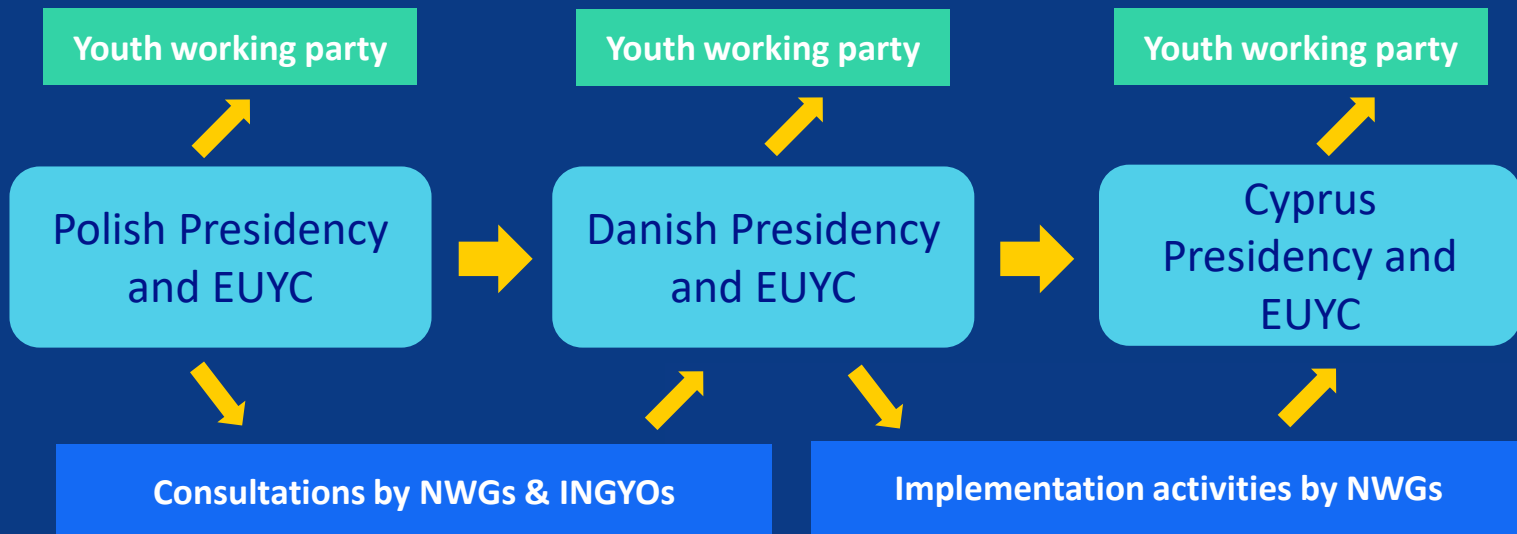 Youth working party
Youth working party
Youth working party
Polish Presidency
and EUYC
Danish Presidency
and EUYC
Cyprus
Presidency and
EUYC
Consultations by NWGs & INGYOs
Implementation activities by NWGs